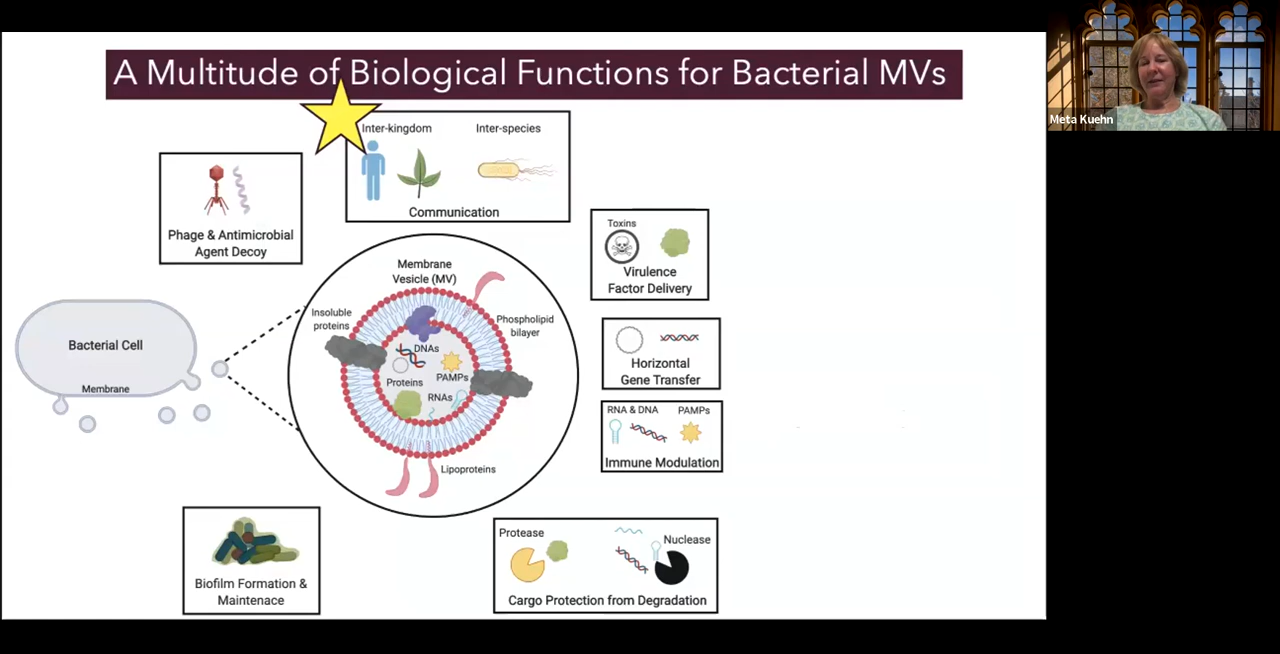 A Multitude of Biological Functions for Bacterial MVs
Meta Kuehn
Inter-kingdom
Inter-species
Communication
Phage & Antimicrobial
Agent Decoy
Toxins
Virulence
Factor Delivery
Membrane
Vesicle (MV)
Insoluble
proteins
Phospholipid
bilayer
DNAs
PAMPs
Proteins
RNAs
Lipoproteins
Bacterial Cell
Membrane
Horizontal
Gene Transfer
RNA & DNA
PAMPs
Immune Modulation
Biofilm Formation &
Maintenace
Protease
Nuclease
Cargo Protection from Degradation